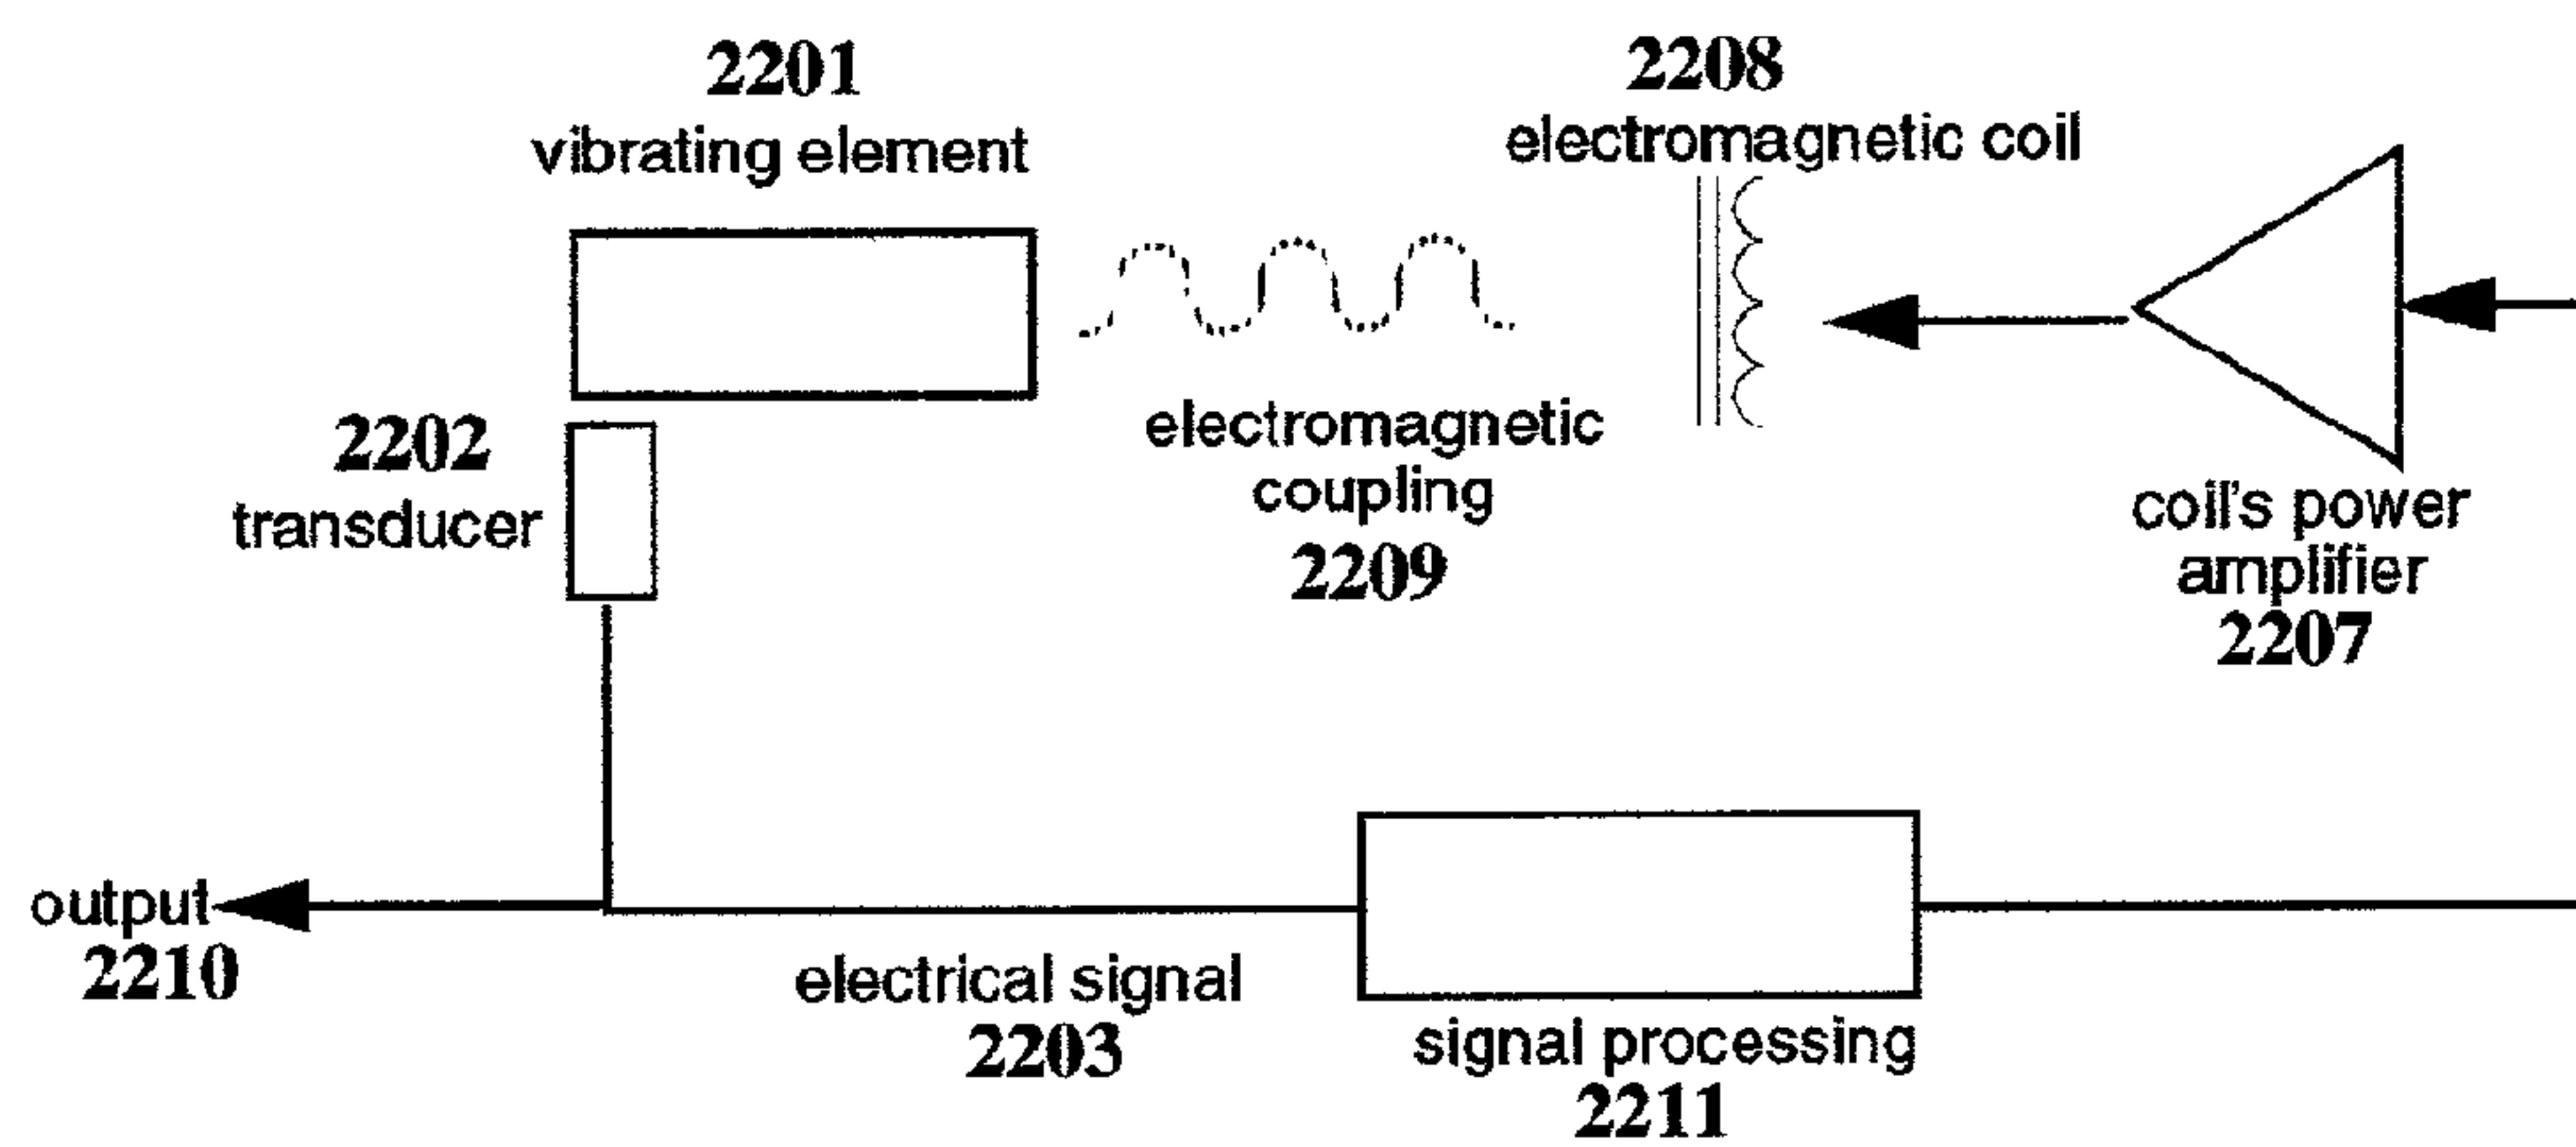 2201
vibrating element
2208
electromagnetic coil
2202
transducer
electromagnetic
coupling
2209
coil's power
amplifier
2207
output
2210
electrical signal
2203
signal processing
2211